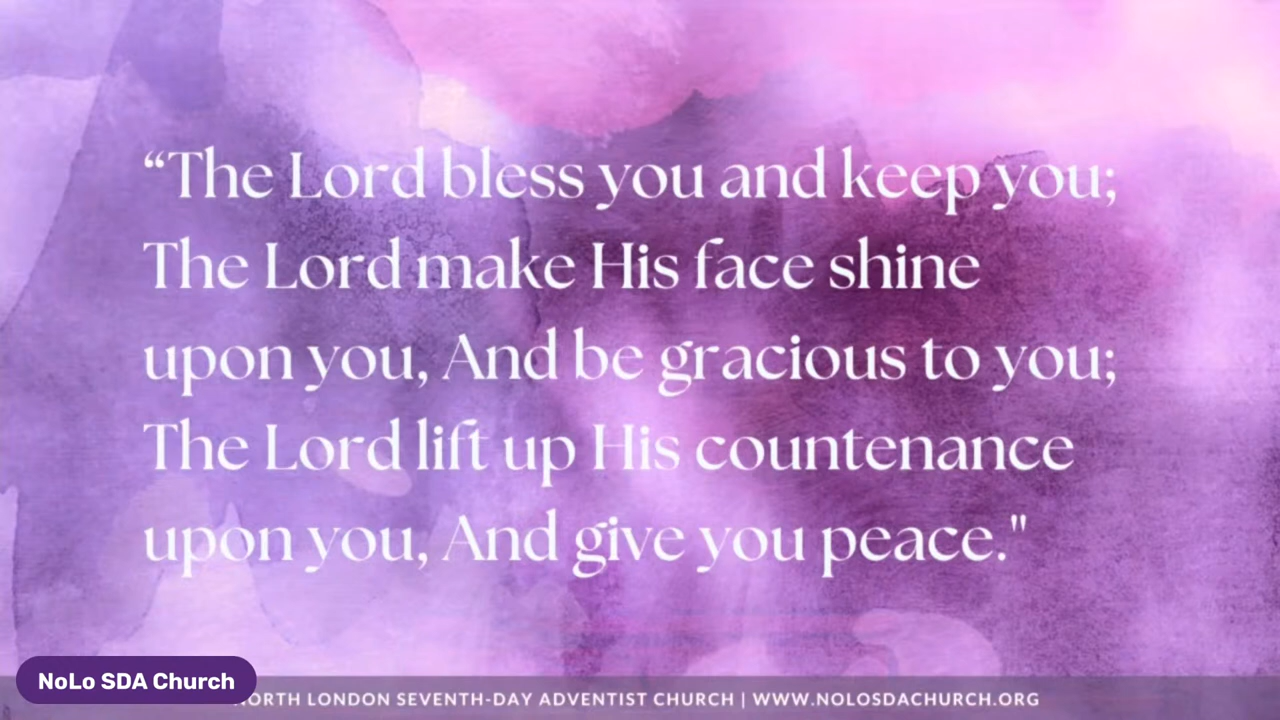 “The Lord bless you and keep you;
The Lord make His face shine
upon you, And be gracious to you;
The Lord lift up His countenance
upon you, And give you peace."
NoLo SDA Church
ORTH LONDON SEVENTH-DAY ADVENTIST CHURCH | WWW.NOLOSDACHURCH.ORG